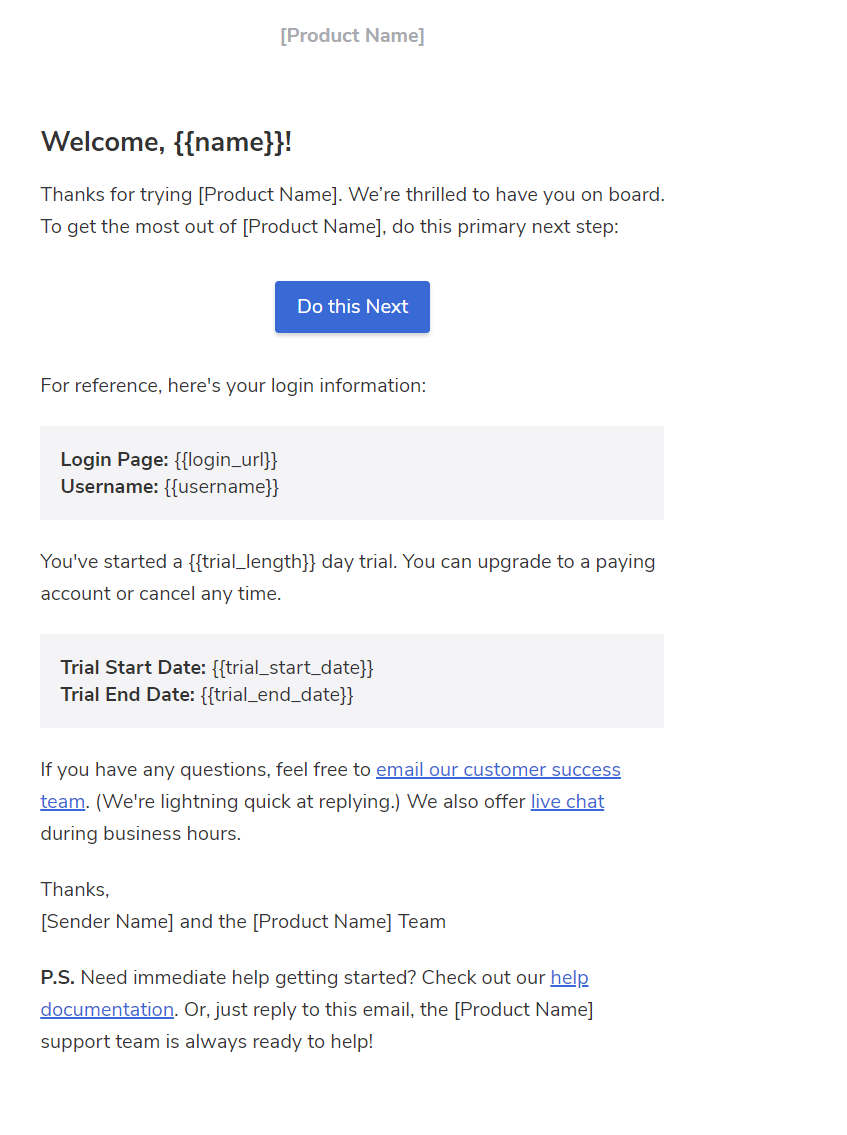 [Product Name]
Welcome, {{name}}!
Thanks for trying [Product Name]. We’re thrilled to have you on board.
To get the most out of [Product Name], do this primary next step:
Do this Next
For reference, here's your login information:
Login Page: {{login_url}}
Username: {{username}}
You've started a {{trial_length}} day trial. You can upgrade to a paying
account or cancel any time.
Trial Start Date: {{trial_start_date}}
Trial End Date: {{trial_end_date}}
If you have any questions, feel free to email our customer success
team. (We're lightning quick at replying.) We also offer live chat
during business hours.
Thanks,
[Sender Name] and the [Product Name] Team
P.S. Need immediate help getting started? Check out our help
documentation. Or, just reply to this email, the [Product Name]
support team is always ready to help!